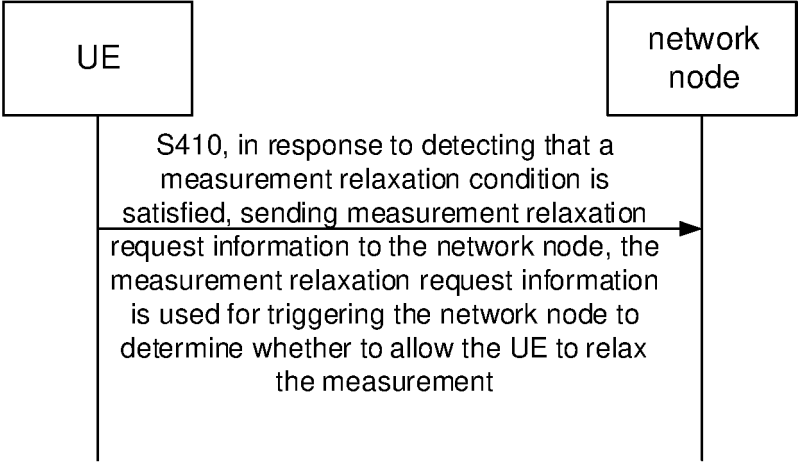 UE
network
node
S410, in response to detecting that a
measurement relaxation condition is
satisfied, sending measurement relaxation
request information to the network node, the
measurement relaxation request information
is used for triggering the network node to
determine whether to allow the UE to relax
the measurement